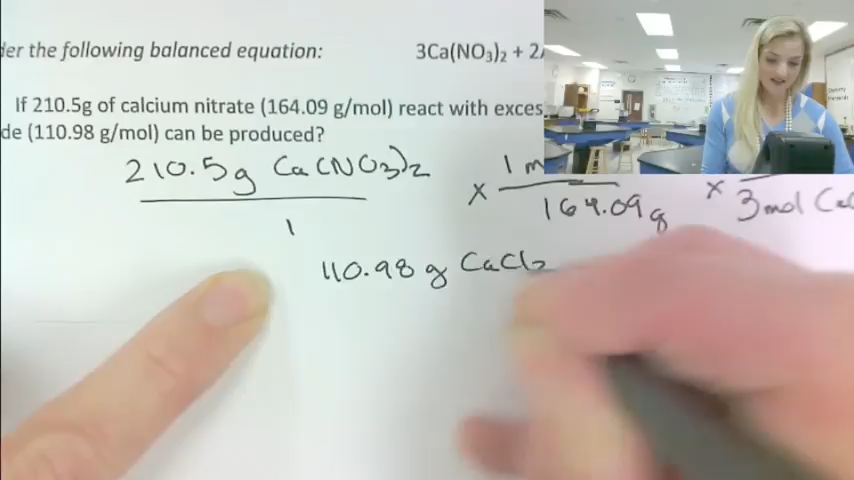 der the following balanced equation: 3Ca(NO₃)₂ + 2
If 210.5g of calcium nitrate (164.09 g/mol) react with exces
de (110.98 g/mol) can be produced?
210.5g Ca(NO3)2 x 1 m
1 164.09g x 3mol Ca
110.98 g CaCl2